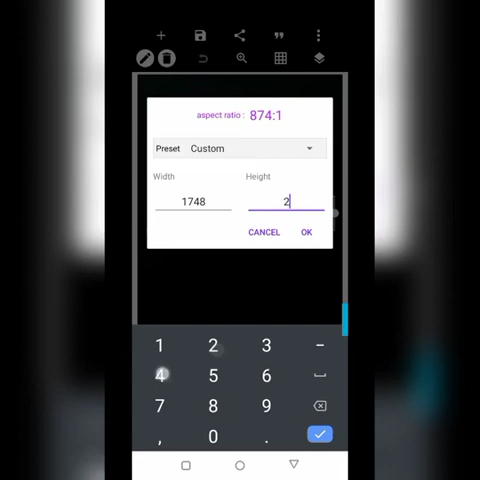 aspect ratio : 874:1
Preset Custom
Width Height
1748 2
CANCEL OK
1 2 3 −
4 5 6
7 8 9
, 0 .